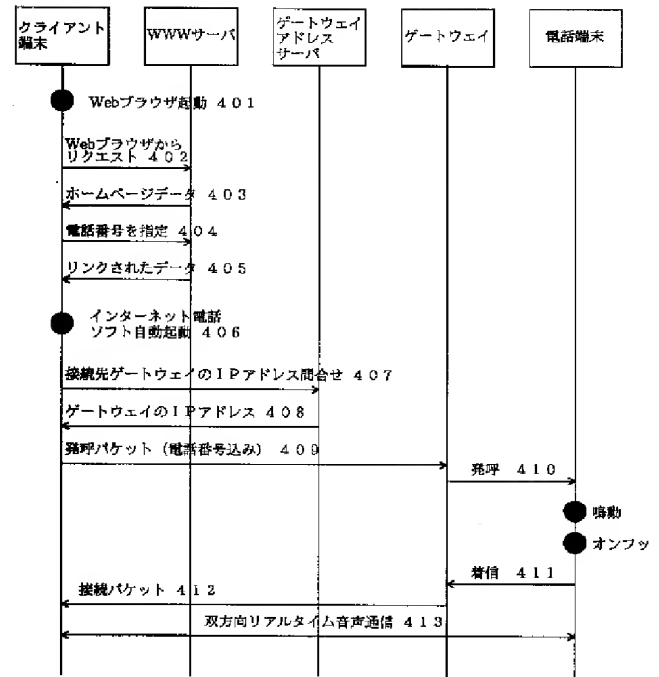 クライアント
端末
WWWサーバ
ゲートウェイ
アドレス
サーバ
ゲートウェイ
電話端末
Webブラウザ起動 401
Webブラウザから
リクエスト 402
ホームページデータ 403
電話番号を指定 404
リンクされたデータ 405
インターネット電話
ソフト自動起動 406
接続先ゲートウェイのIPアドレス問合せ 407
ゲートウェイのIPアドレス 408
発呼パケット(電話番号込み) 409
発呼 410
鳴動
オンフッ
着信 411
接続パケット 412
双方向リアルタイム音声通信 413